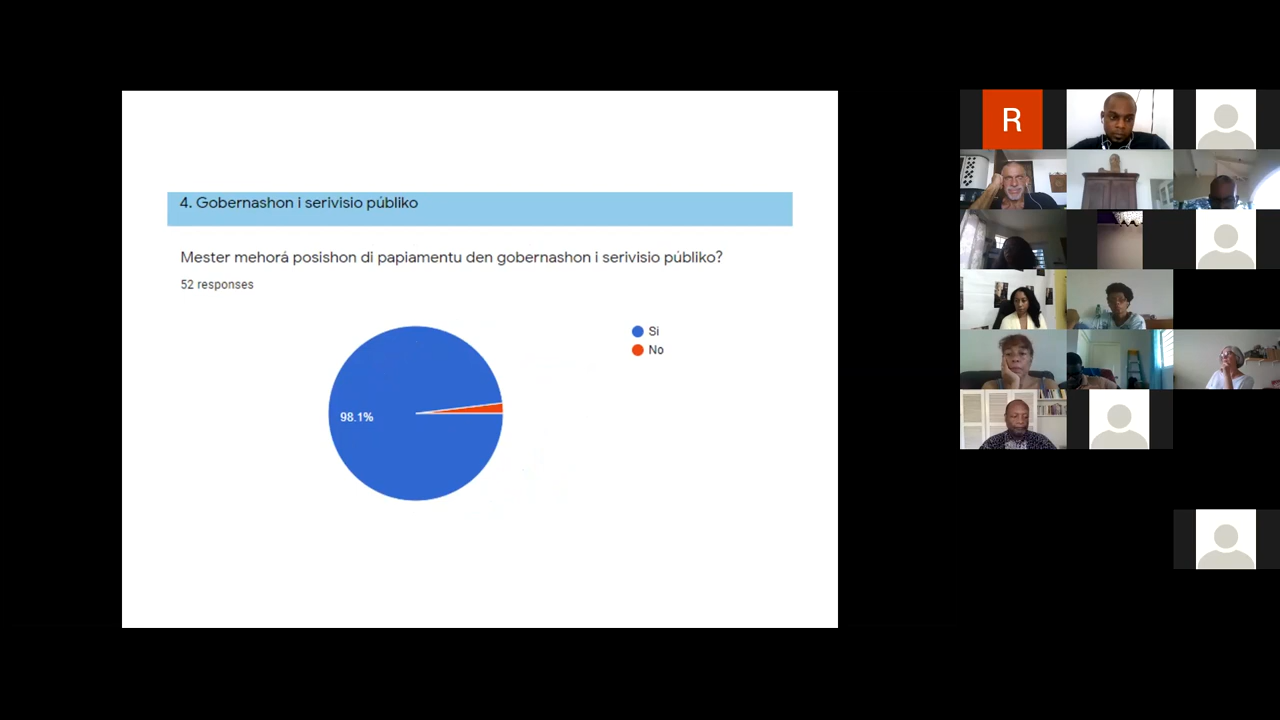 4. Gobernashon i serivisio públiko
Mester mehorá posishon di papiamentu den gobernashon i serivisio públiko?
52 responses
Si
No
98.1%
R